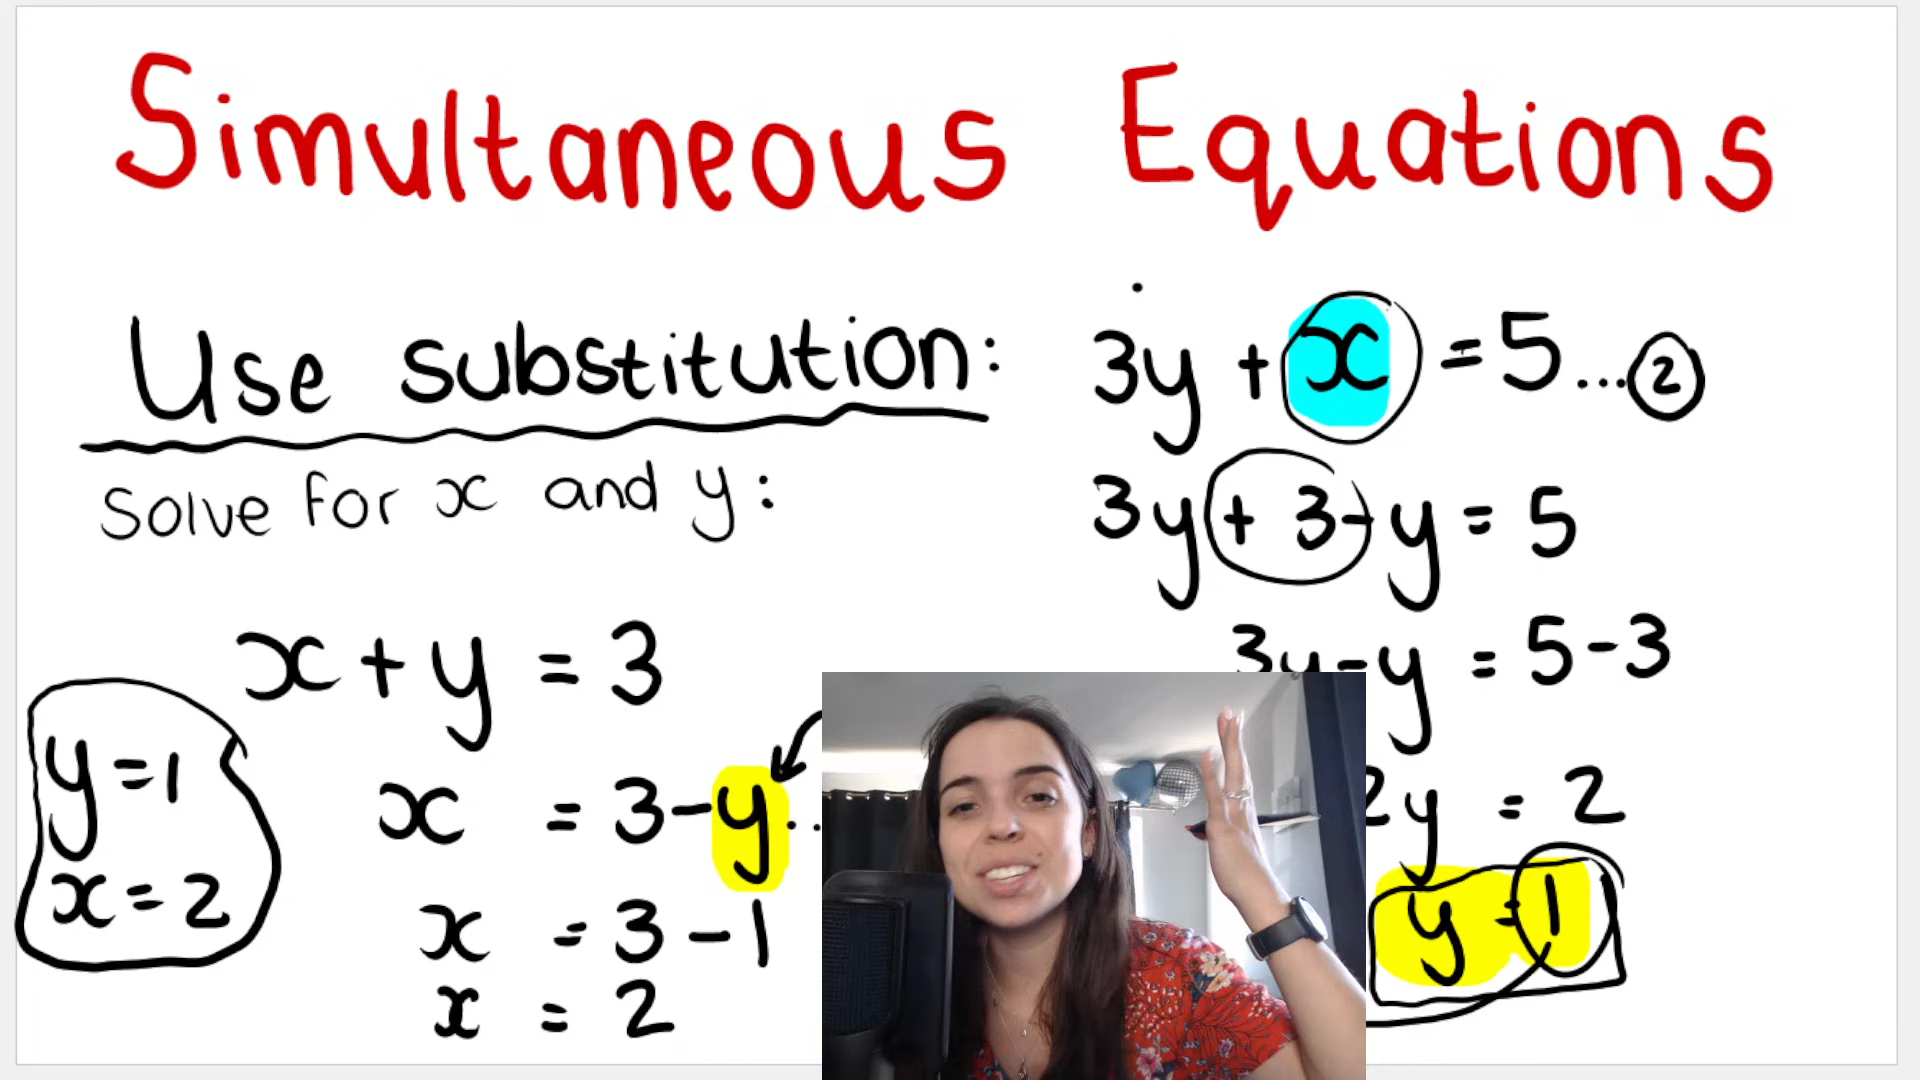 Simultaneous Equations
Use substitution:
Solve for x and y:
x + y = 3
x = 3 - y ..
x = 3 - 1
x = 2
y = 1
x = 2
3y + x = 5 ... ②
3y + 3 - y = 5
3y - y = 5 - 3
2y = 2
y = 1